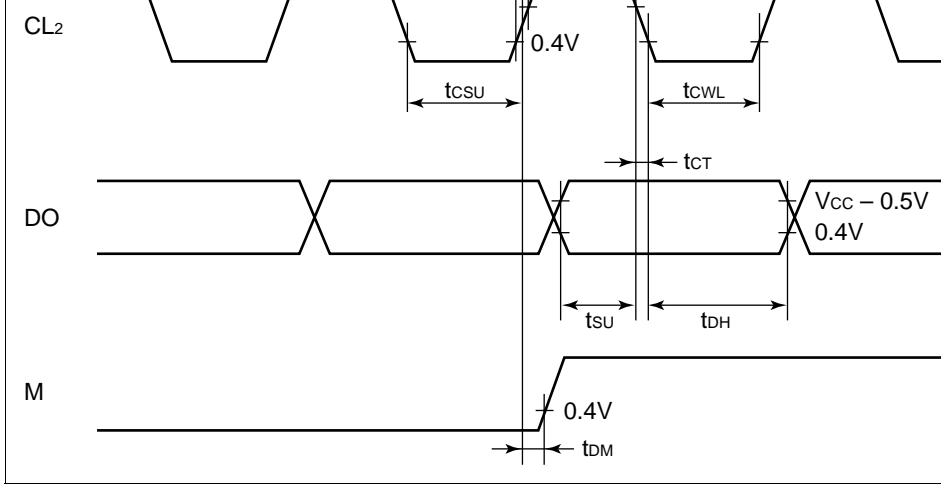 CL2
0.4V
tCSU
tCWL
tCT
DO
VCC – 0.5V
0.4V
tSU
tDH
M
0.4V
tDM